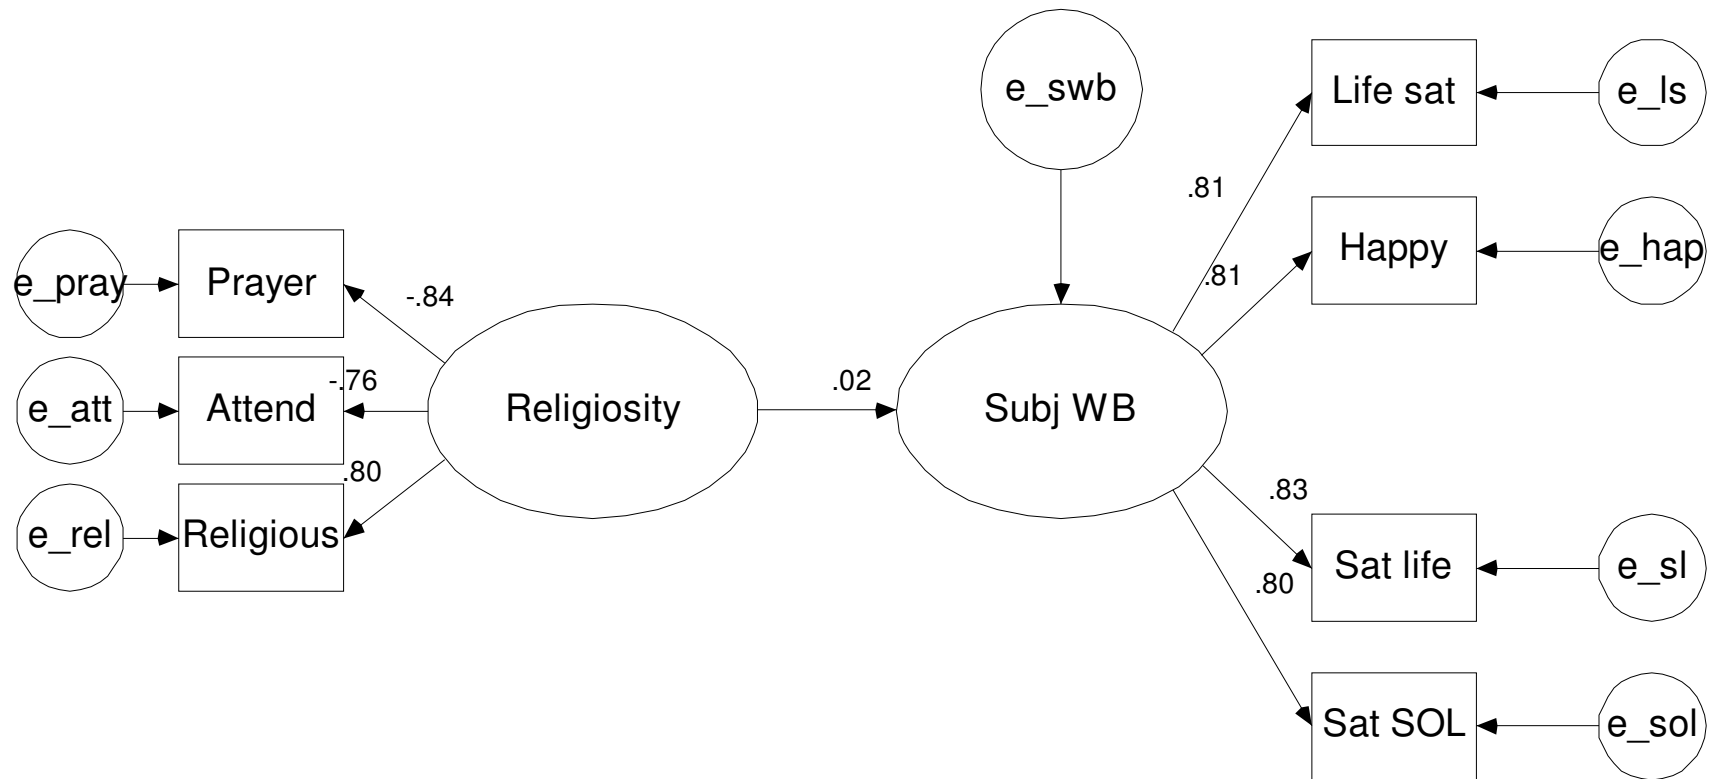 e_swb
Life sat
e_ls
.81
Happy
e_hap
.81
e_pray
Prayer
-.84
e_att
Attend
-.76
Religiosity
.02
Subj WB
.80
e_rel
Religious
.83
Sat life
e_sl
.80
Sat SOL
e_sol